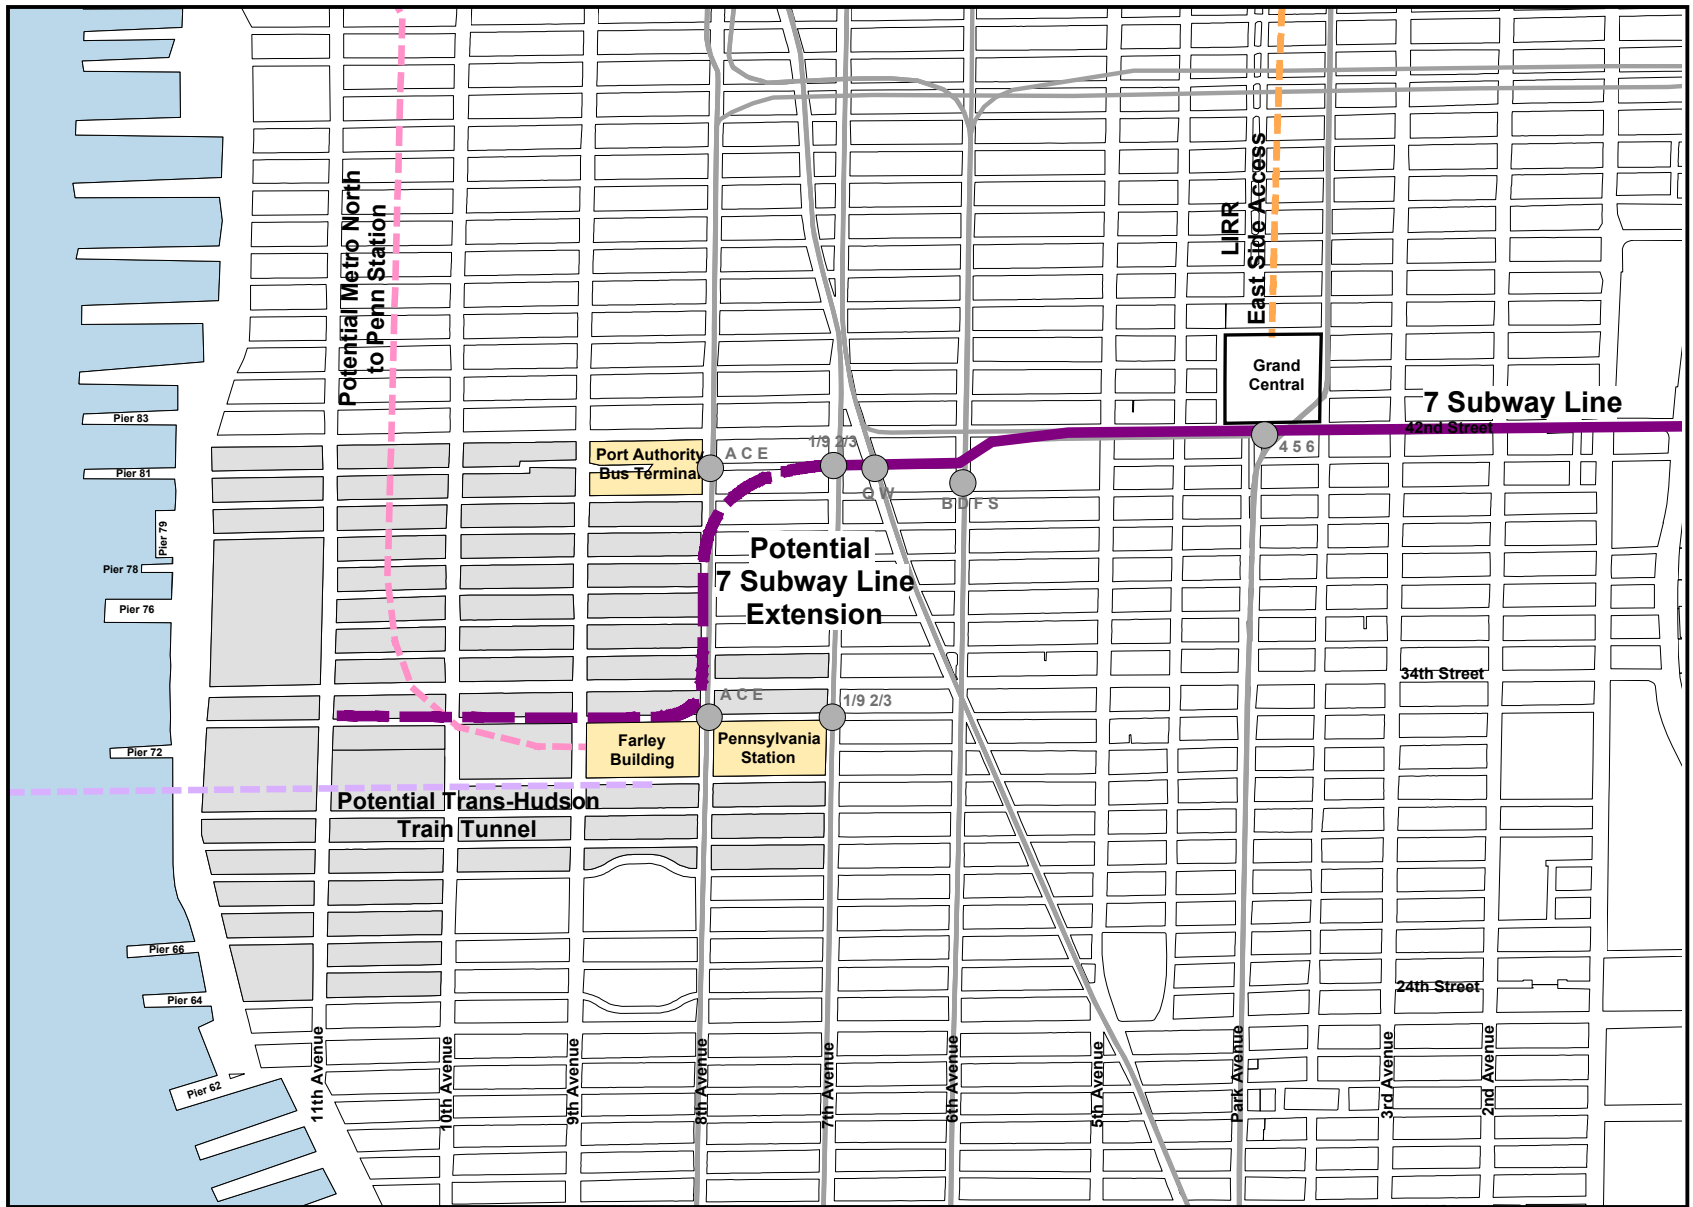 Potential Metro North
to Penn Station
LIRR
East Side Access
Grand
Central
7 Subway Line
42nd Street
Pier 83
Pier 81
Pier 79
Pier 78
Pier 76
Pier 72
Pier 66
Pier 64
Pier 62
Port Authority
Bus Terminal
A C E
1/9 2/3
Q W
B D F S
4 5 6
Potential
7 Subway Line
Extension
34th Street
A C E
1/9 2/3
Farley
Building
Pennsylvania
Station
Potential Trans-Hudson
Train Tunnel
24th Street
11th Avenue
10th Avenue
9th Avenue
8th Avenue
7th Avenue
6th Avenue
5th Avenue
Park Avenue
3rd Avenue
2nd Avenue